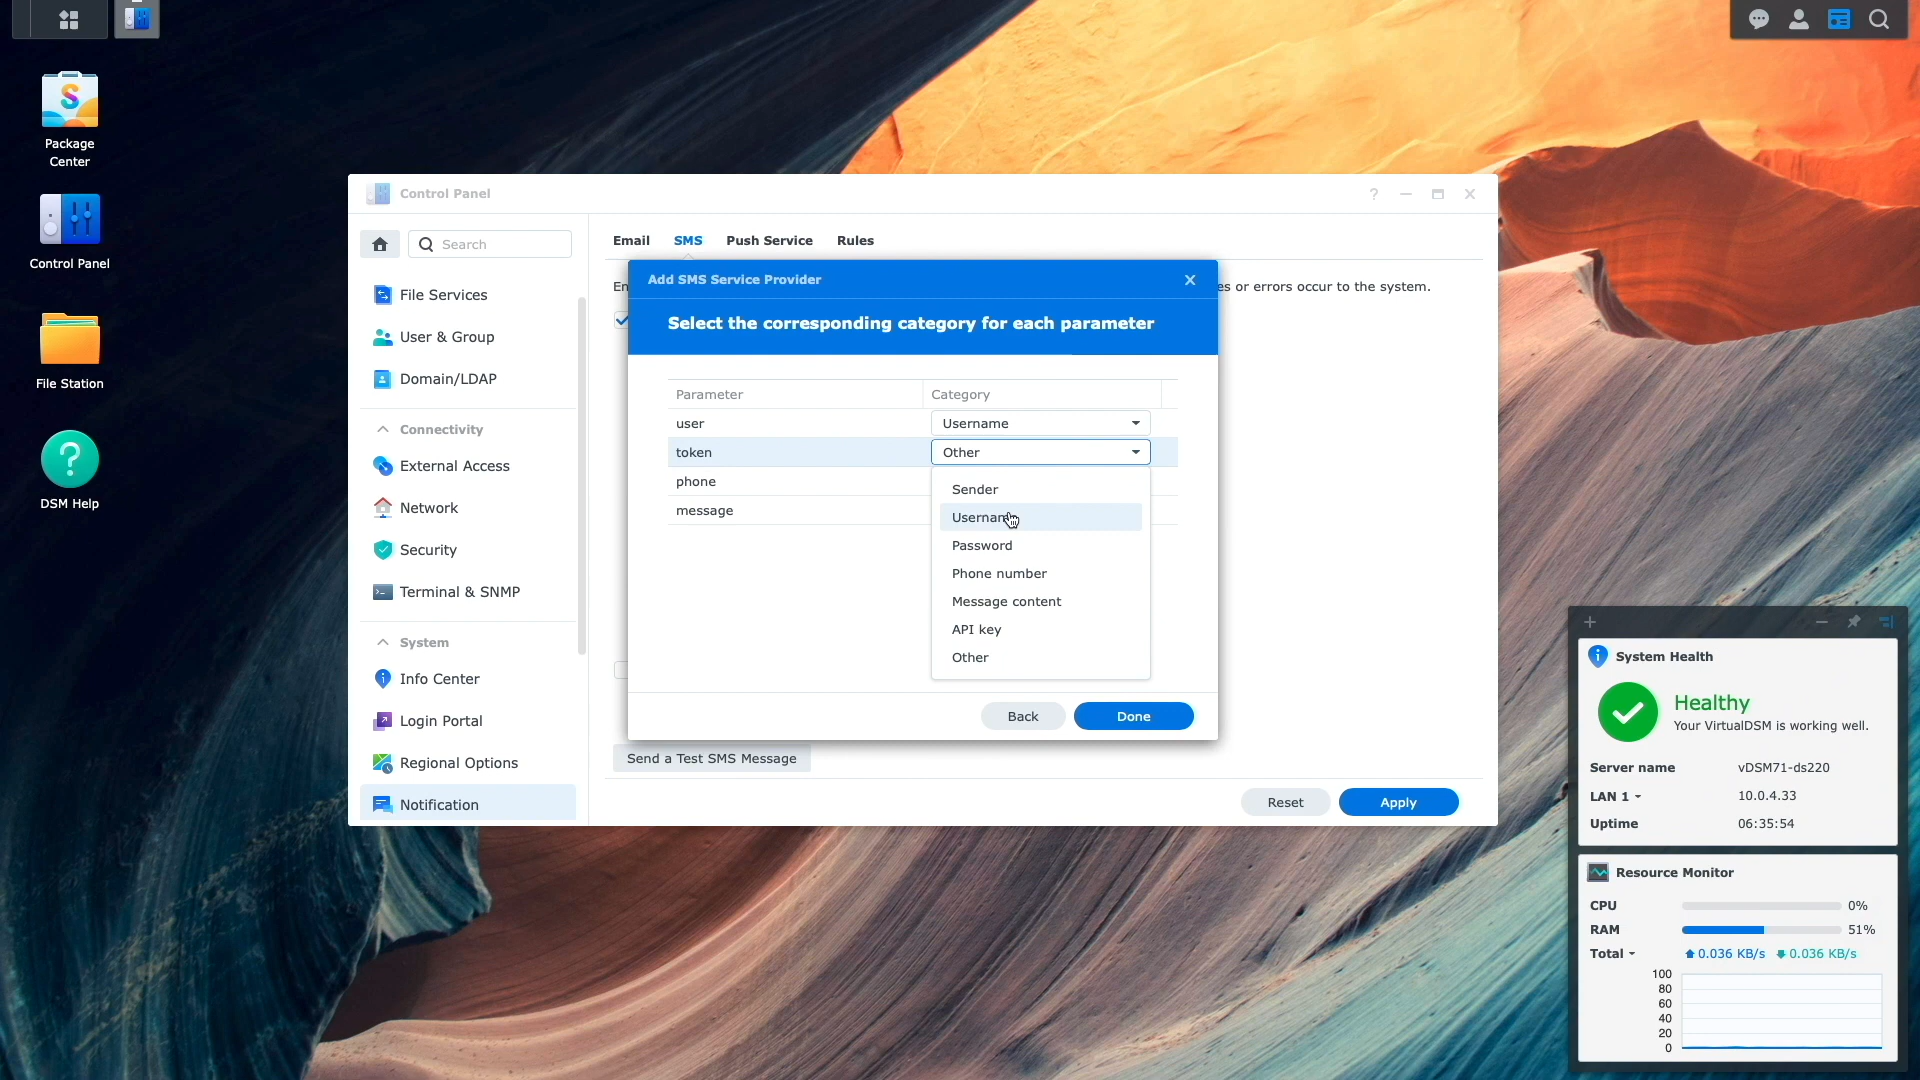 Package
Center
Control Panel
File Station
DSM Help
Control Panel
Search
File Services
User & Group
Domain/LDAP
Connectivity
External Access
Network
Security
Terminal & SNMP
System
Info Center
Login Portal
Regional Options
Notification
Email SMS Push Service Rules
En
es or errors occur to the system.
Add SMS Service Provider
Select the corresponding category for each parameter
Parameter Category
user Username
token Other
phone
message
Sender
Username
Password
Phone number
Message content
API key
Other
Back Done
Send a Test SMS Message
Reset Apply
System Health
Healthy
Your VirtualDSM is working well.
Server name vDSM71-ds220
LAN 1 10.0.4.33
Uptime 06:35:54
Resource Monitor
CPU 0%
RAM 51%
Total 0.036 KB/s 0.036 KB/s
100
80
60
40
20
0